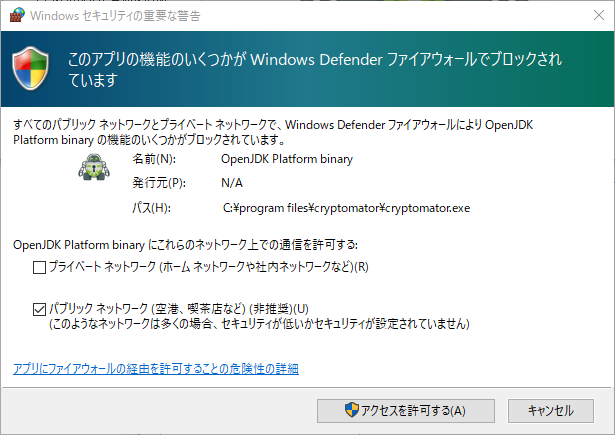 Windows セキュリティの重要な警告
このアプリの機能のいくつかが Windows Defender ファイアウォールでブロックされ
ています
すべてのパブリック ネットワークとプライベート ネットワークで、Windows Defender ファイアウォールにより OpenJDK
Platform binary の機能のいくつかがブロックされています。
名前(N): OpenJDK Platform binary
発行元(P): N/A
パス(H): C:¥program files¥cryptomator¥cryptomator.exe
OpenJDK Platform binary にこれらのネットワーク上での通信を許可する:
プライベート ネットワーク (ホーム ネットワークや社内ネットワークなど)(R)
パブリック ネットワーク (空港、喫茶店など) (非推奨)(U)
(このようなネットワークは多くの場合、セキュリティが低いかセキュリティが設定されていません)
アプリにファイアウォールの経由を許可することの危険性の詳細
アクセスを許可する(A) キャンセル